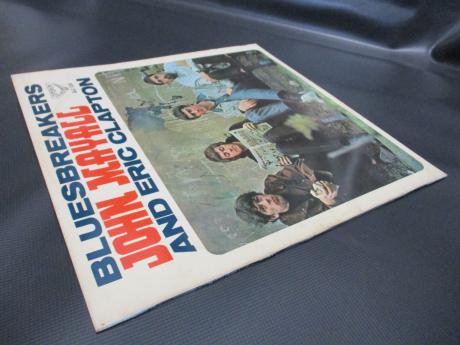 BLUESBREAKERS
JOHN MAYALL
AND ERIC CLAPTON